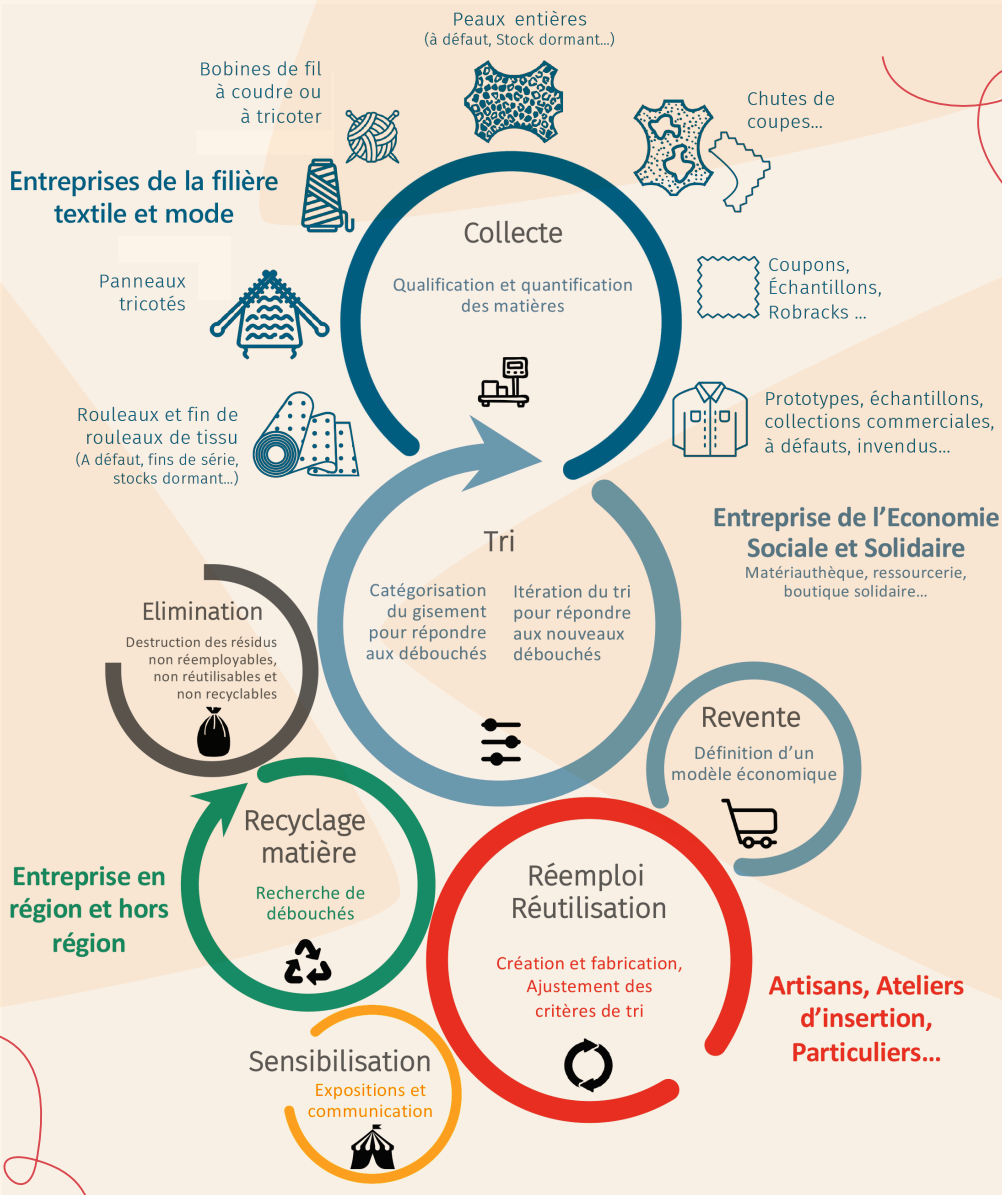 Peaux entières
(à défaut, Stock dormant...)
Bobines de fil
à coudre ou
à tricoter
Chutes de
coupes...
Entreprises de la filière
textile et mode
Collecte
Qualification et quantification
des matières
Panneaux
tricotés
Coupons,
Échantillons,
Robracks ...
Rouleaux et fin de
rouleaux de tissu
(A défaut, fins de série,
stocks dormant...)
Prototypes, échantillons,
collections commerciales,
à défauts, invendus...
Entreprise de l'Economie
Sociale et Solidaire
Matériauthèque, ressourcerie,
boutique solidaire...
Tri
Catégorisation
du gisement
pour répondre
aux débouchés
Itération du tri
pour répondre
aux nouveaux
débouchés
Elimination
Destruction des résidus
non réemployables,
non réutilisables et
non recyclables
Revente
Définition d'un
modèle économique
Recyclage
matière
Recherche de
débouchés
Entreprise en
région et hors
région
Réemploi
Réutilisation
Création et fabrication,
Ajustement des
critères de tri
Artisans, Ateliers
d'insertion,
Particuliers...
Sensibilisation
Expositions et
communication